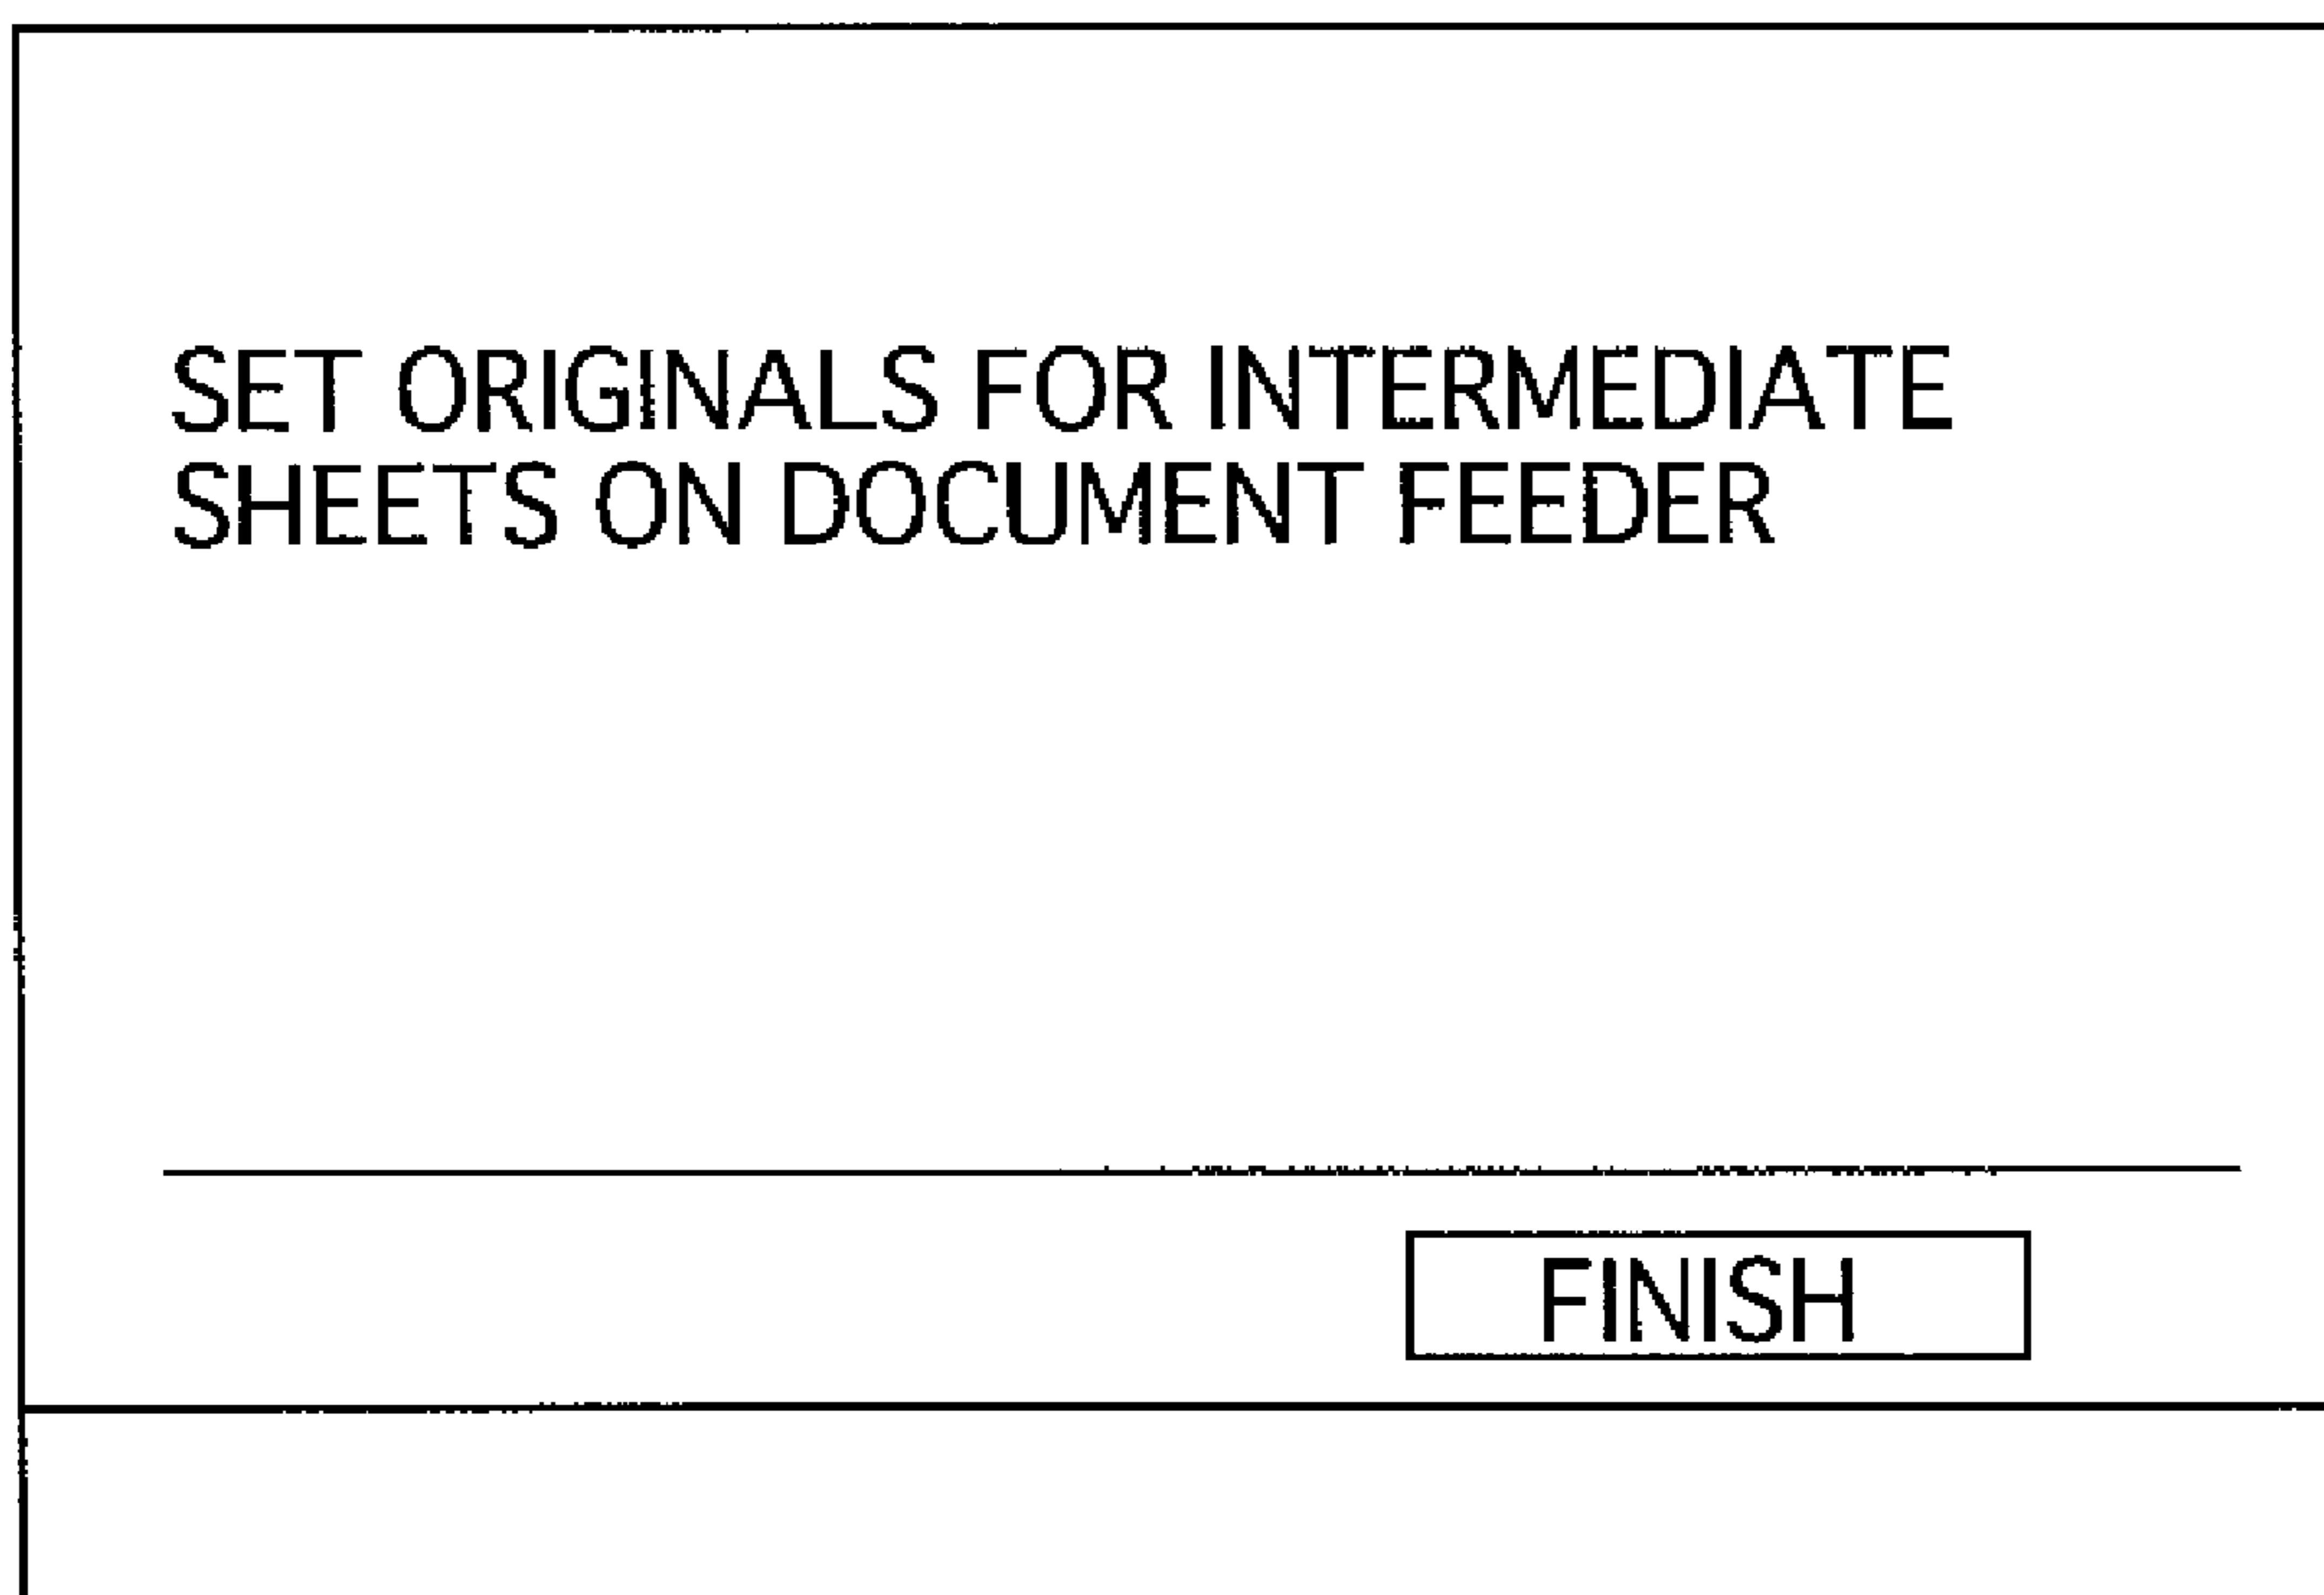 SET ORIGINALS FOR INTERMEDIATE
SHEETS ON DOCUMENT FEEDER
FINISH